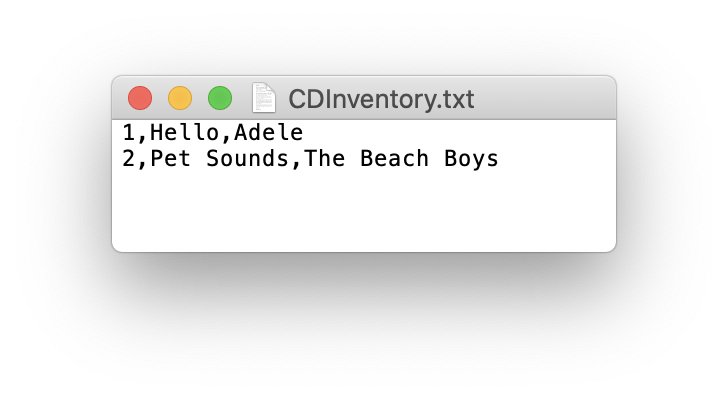 CDInventory.txt
1,Hello,Adele
2,Pet Sounds,The Beach Boys